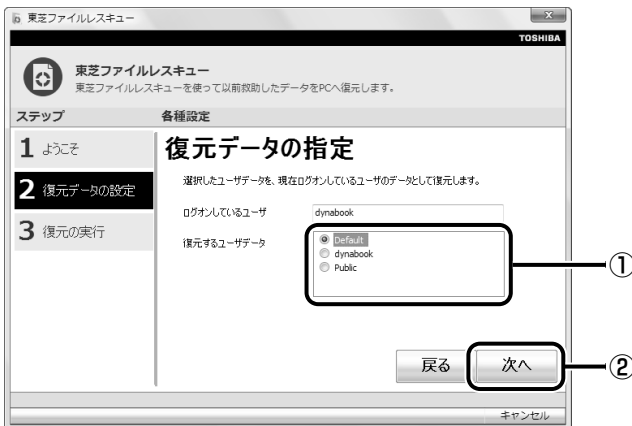 東芝ファイルレスキュー
TOSHIBA
東芝ファイルレスキュー
東芝ファイルレスキューを使って以前救助したデータをPCへ復元します。
ステップ 各種設定
1 ようこそ
2 復元データの設定
3 復元の実行
復元データの指定
選択したユーザデータを、現在ログオンしているユーザのデータとして復元します。
ログオンしているユーザ dynabook
復元するユーザデータ
Default
dynabook
Public
①
戻る 次へ
②
キャンセル